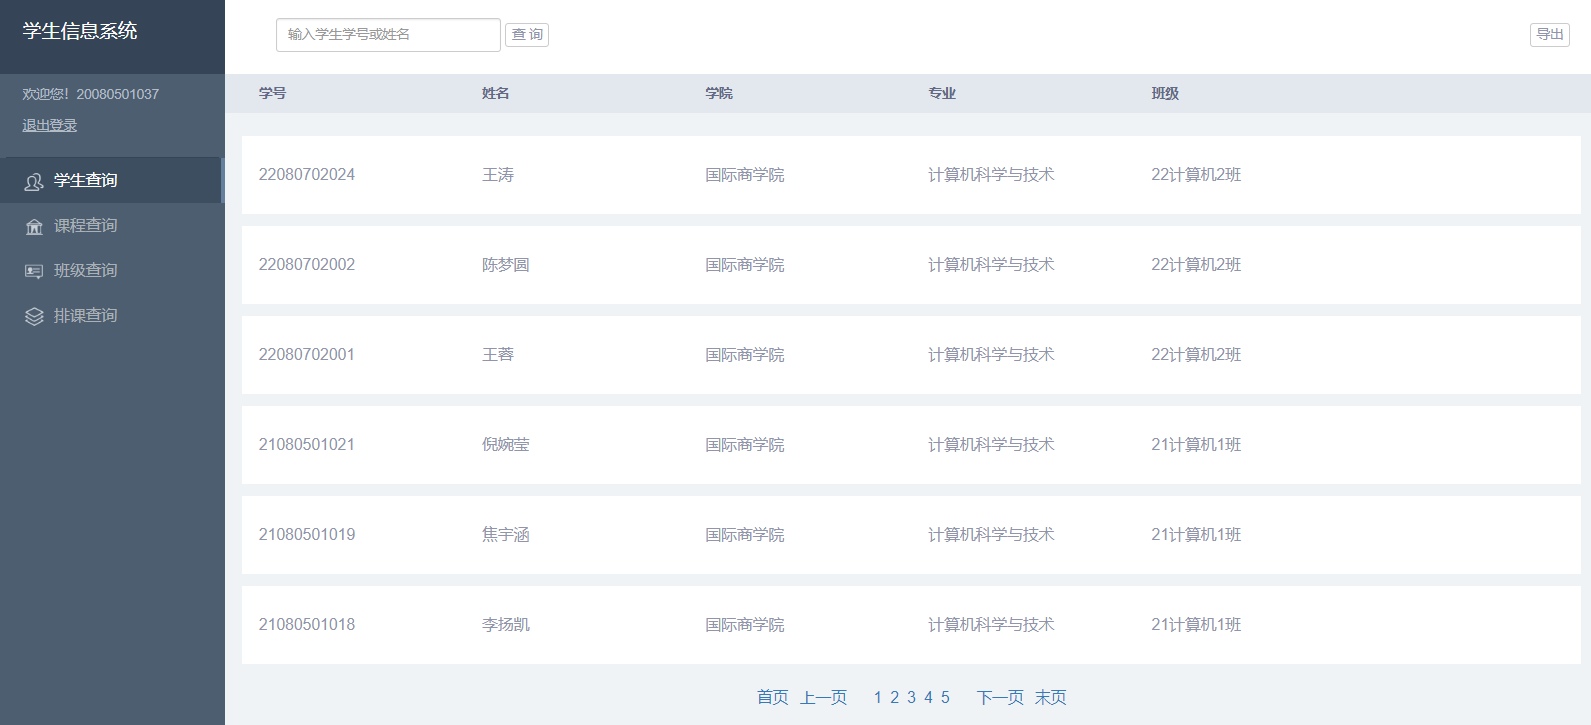 学生信息系统
欢迎您！20080501037
退出登录
学生查询
课程查询
班级查询
排课查询
输入学生学号或姓名 查 询 导出
学号 姓名 学院 专业 班级
22080702024 王涛 国际商学院 计算机科学与技术 22计算机2班
22080702002 陈梦圆 国际商学院 计算机科学与技术 22计算机2班
22080702001 王蓉 国际商学院 计算机科学与技术 22计算机2班
21080501021 倪婉莹 国际商学院 计算机科学与技术 21计算机1班
21080501019 焦宇涵 国际商学院 计算机科学与技术 21计算机1班
21080501018 李扬凯 国际商学院 计算机科学与技术 21计算机1班
首页 上一页 1 2 3 4 5 下一页 末页